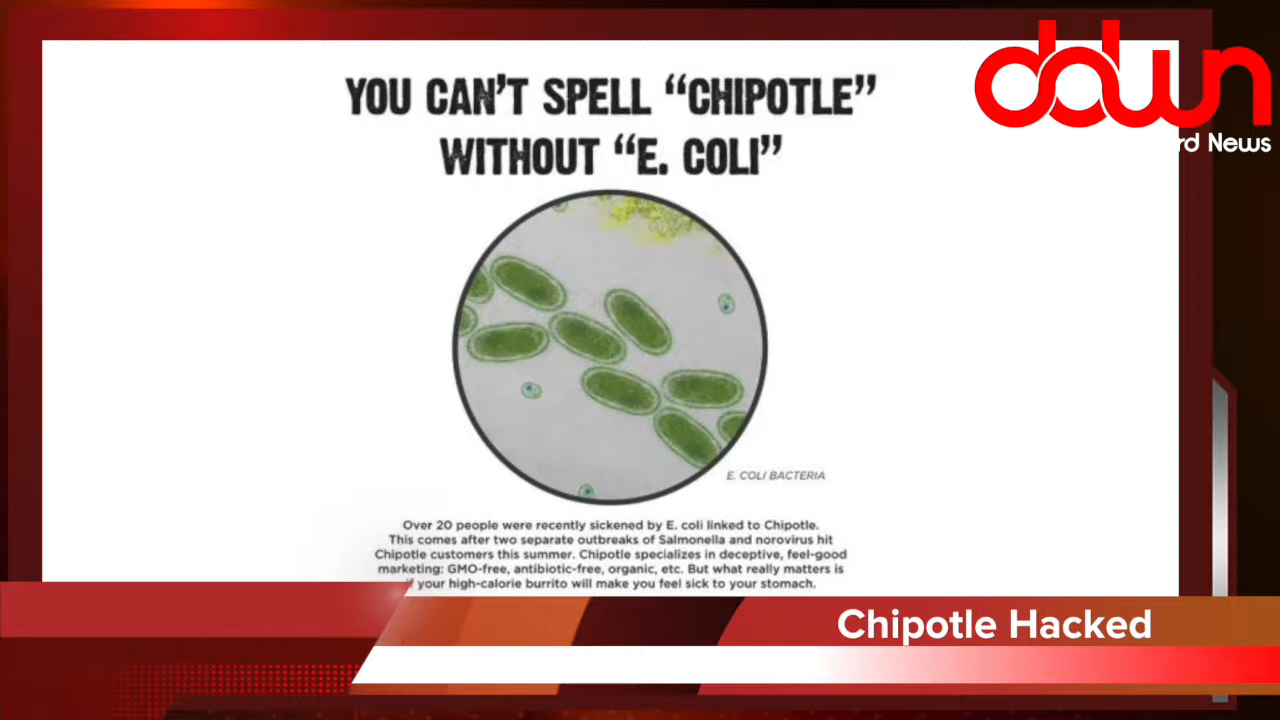 YOU CAN'T SPELL “CHIPOTLE”
WITHOUT “E. COLI”
down
rd News
E. COLI BACTERIA
Over 20 people were recently sickened by E. coli linked to Chipotle.
This comes after two separate outbreaks of Salmonella and norovirus hit
Chipotle customers this summer. Chipotle specializes in deceptive, feel-good
marketing: GMO-free, antibiotic-free, organic, etc. But what really matters is
if your high-calorie burrito will make you feel sick to your stomach.
Chipotle Hacked